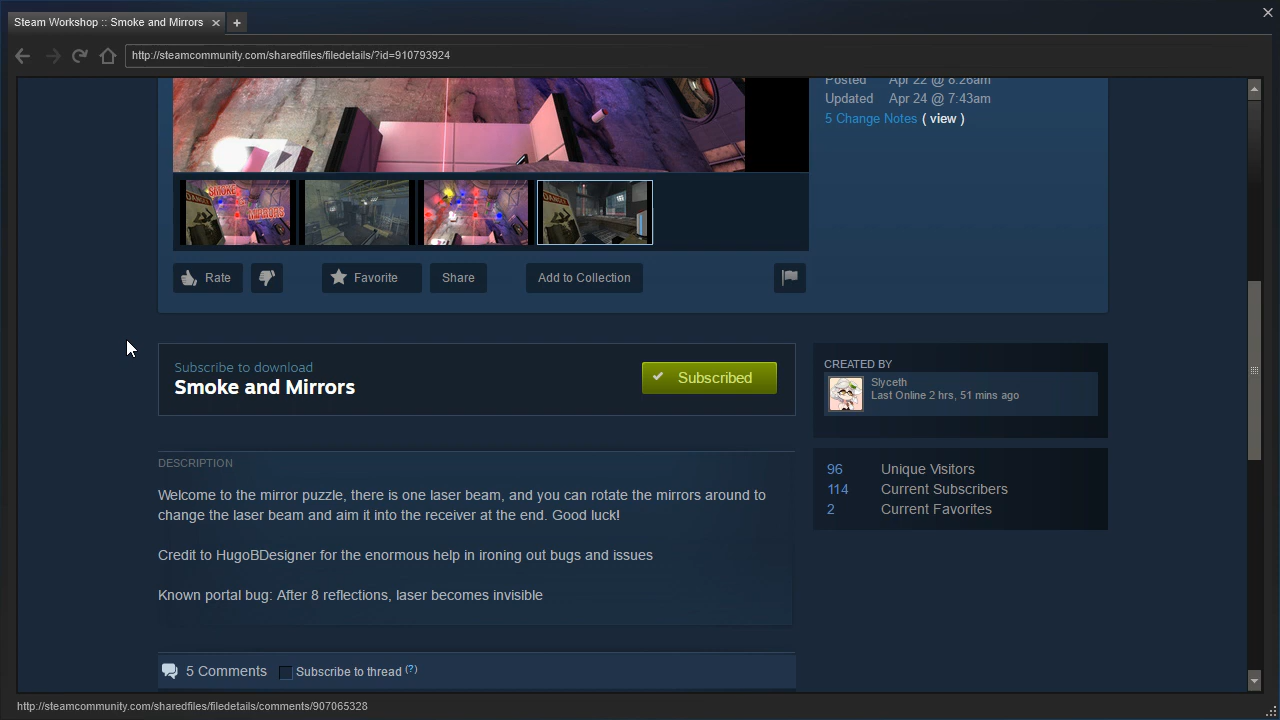 Steam Workshop :: Smoke and Mirrors
http://steamcommunity.com/sharedfiles/filedetails/?id=910793924
Posted Apr 22 @ 8:26am
Updated Apr 24 @ 7:43am
5 Change Notes ( view )
DANGER
SMOKE & MIRRORS
DANGER
Rate
Favorite
Share
Add to Collection
Subscribe to download
Smoke and Mirrors
Subscribed
CREATED BY
Slyceth
Last Online 2 hrs, 51 mins ago
96 Unique Visitors
114 Current Subscribers
2 Current Favorites
DESCRIPTION
Welcome to the mirror puzzle, there is one laser beam, and you can rotate the mirrors around to
change the laser beam and aim it into the receiver at the end. Good luck!
Credit to HugoBDesigner for the enormous help in ironing out bugs and issues
Known portal bug: After 8 reflections, laser becomes invisible
5 Comments
Subscribe to thread (?)
http://steamcommunity.com/sharedfiles/filedetails/comments/907065328